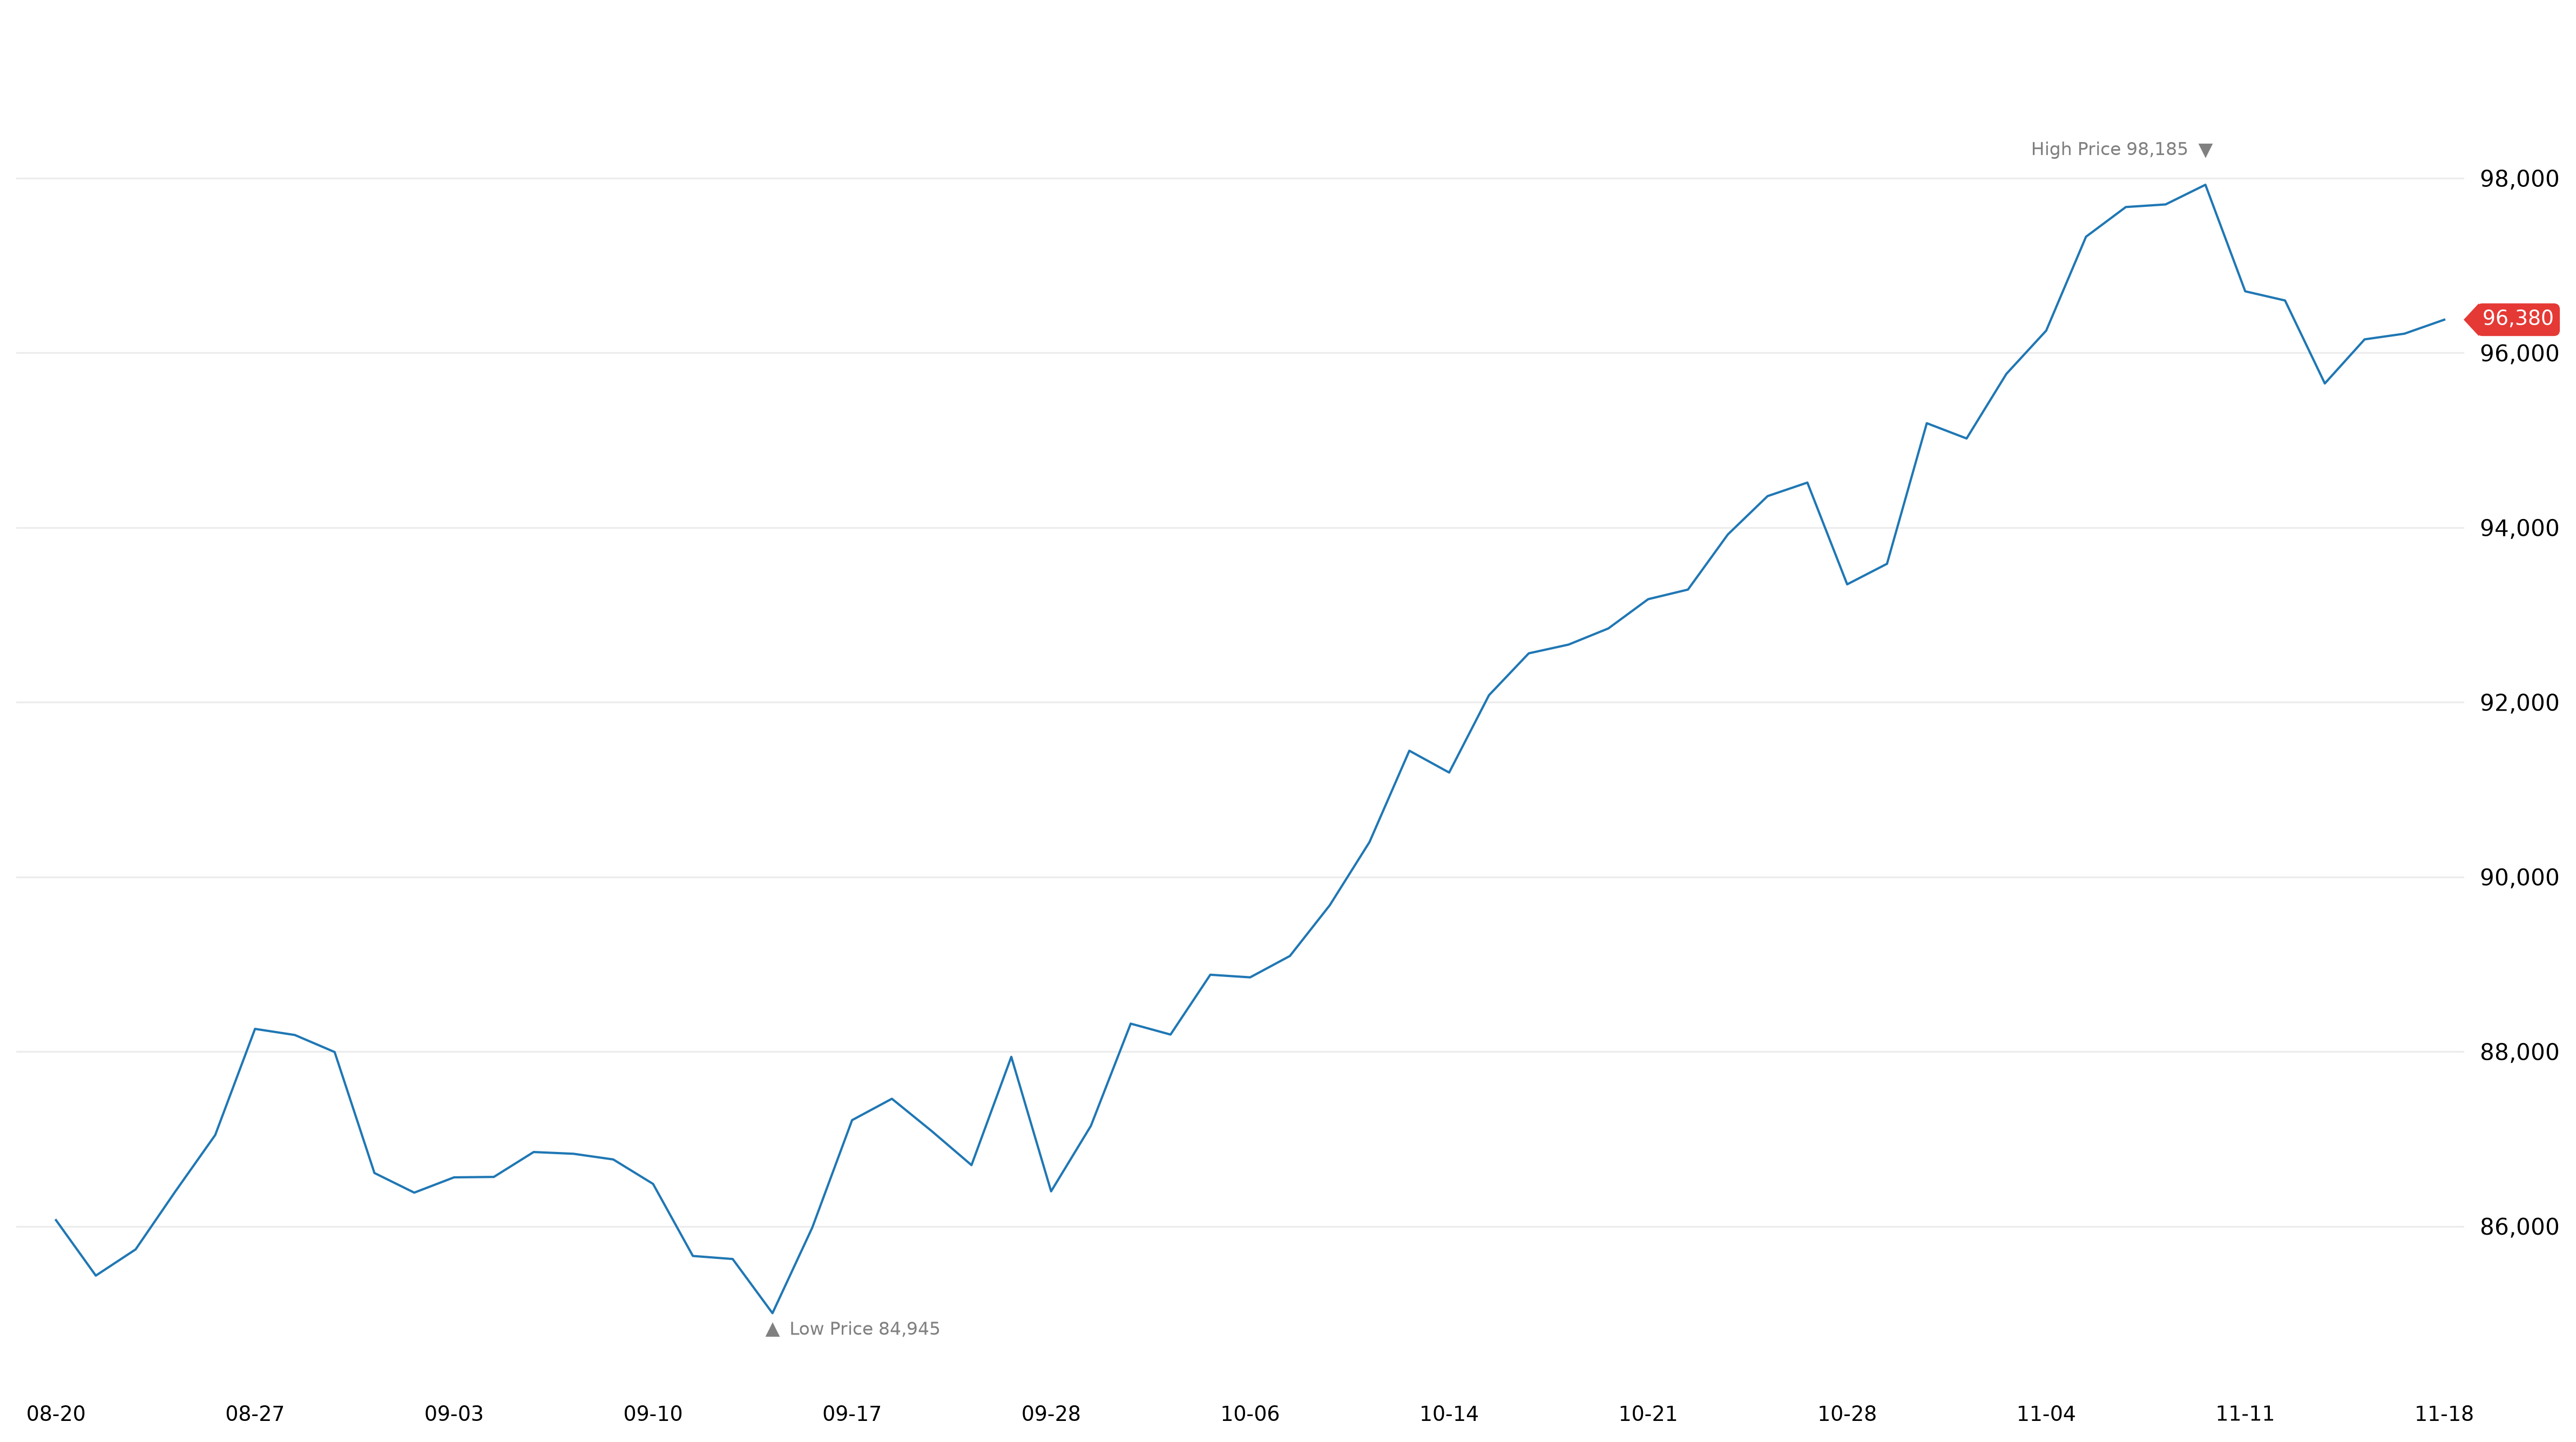 High Price 98,185 ▼
98,000
96,380
96,000
94,000
92,000
90,000
88,000
86,000
▲ Low Price 84,945
08-20 08-27 09-03 09-10 09-17 09-28 10-06 10-14 10-21 10-28 11-04 11-11 11-18